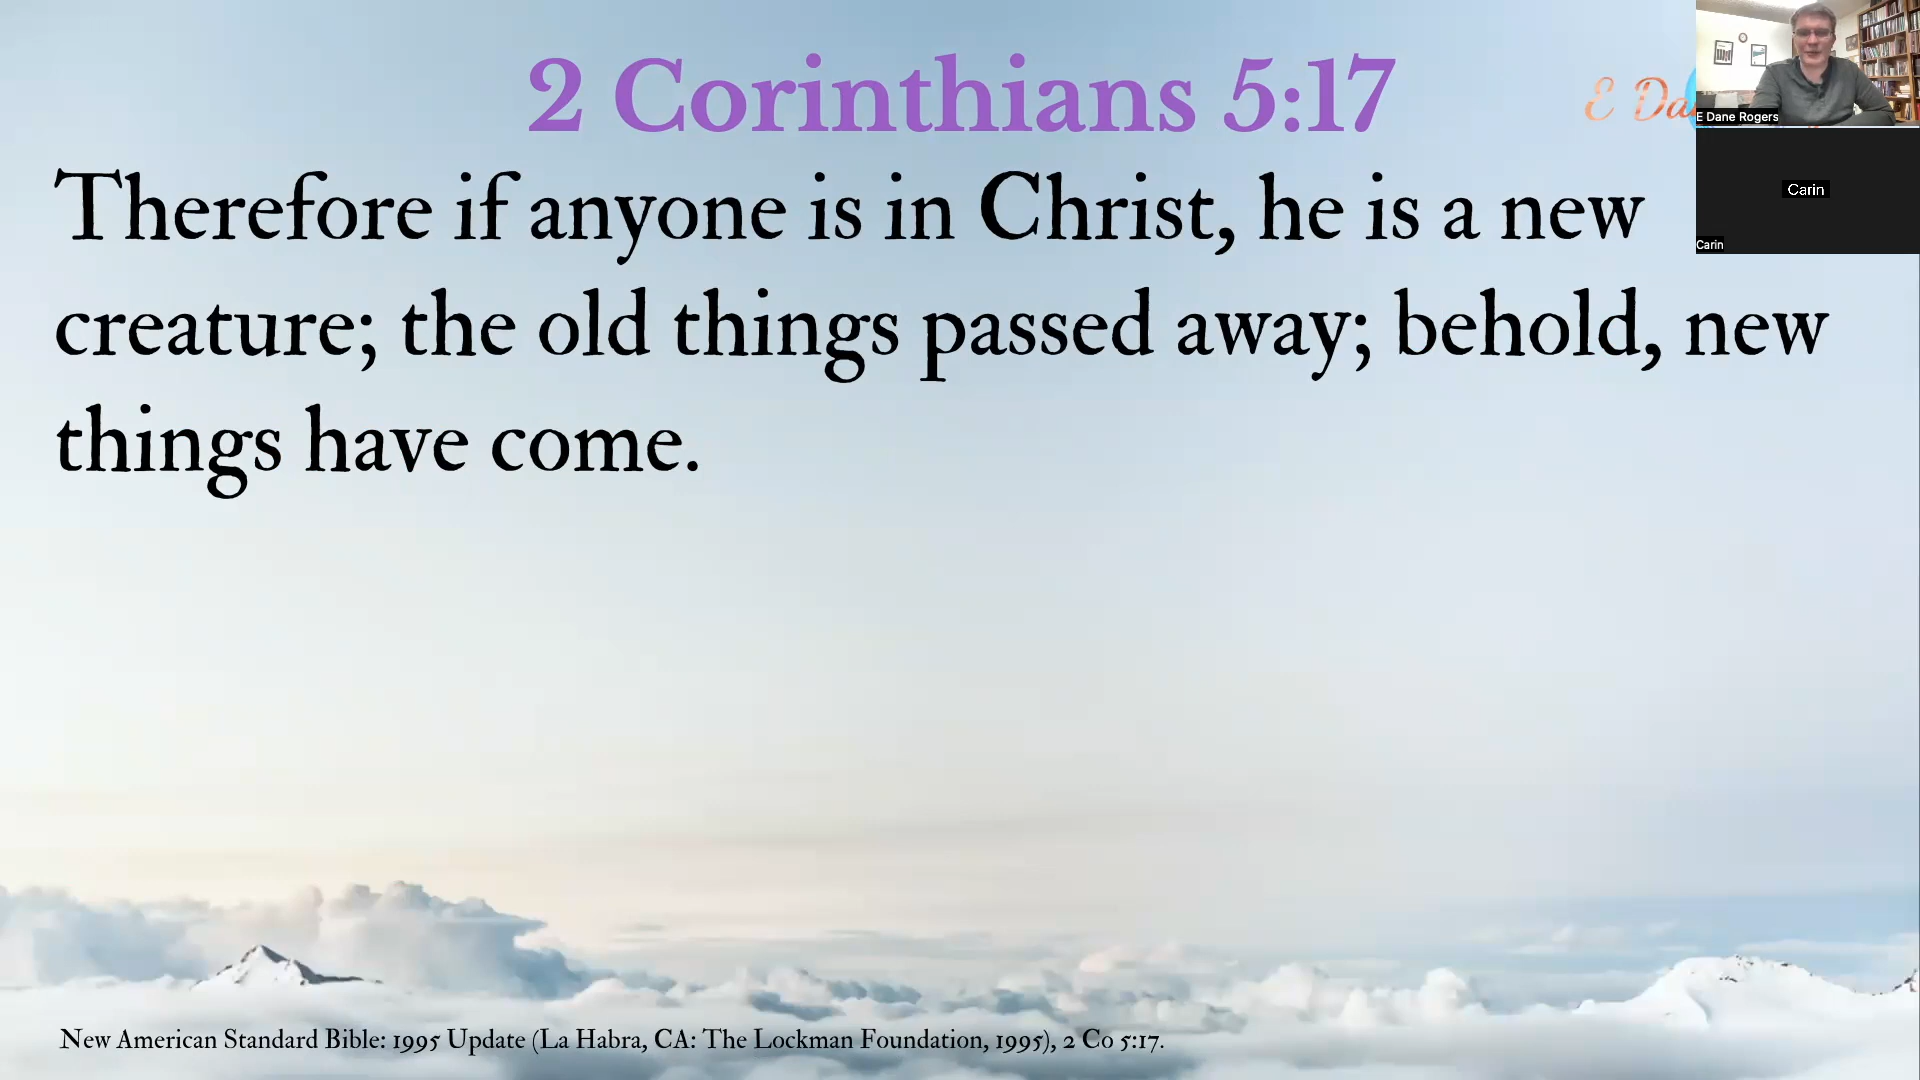 2 Corinthians 5:17
E Da
E Dane Rogers
Therefore if anyone is in Christ, he is a new
creature; the old things passed away; behold, new
things have come.
Carin
Carin
New American Standard Bible: 1995 Update (La Habra, CA: The Lockman Foundation, 1995), 2 Co 5:17.